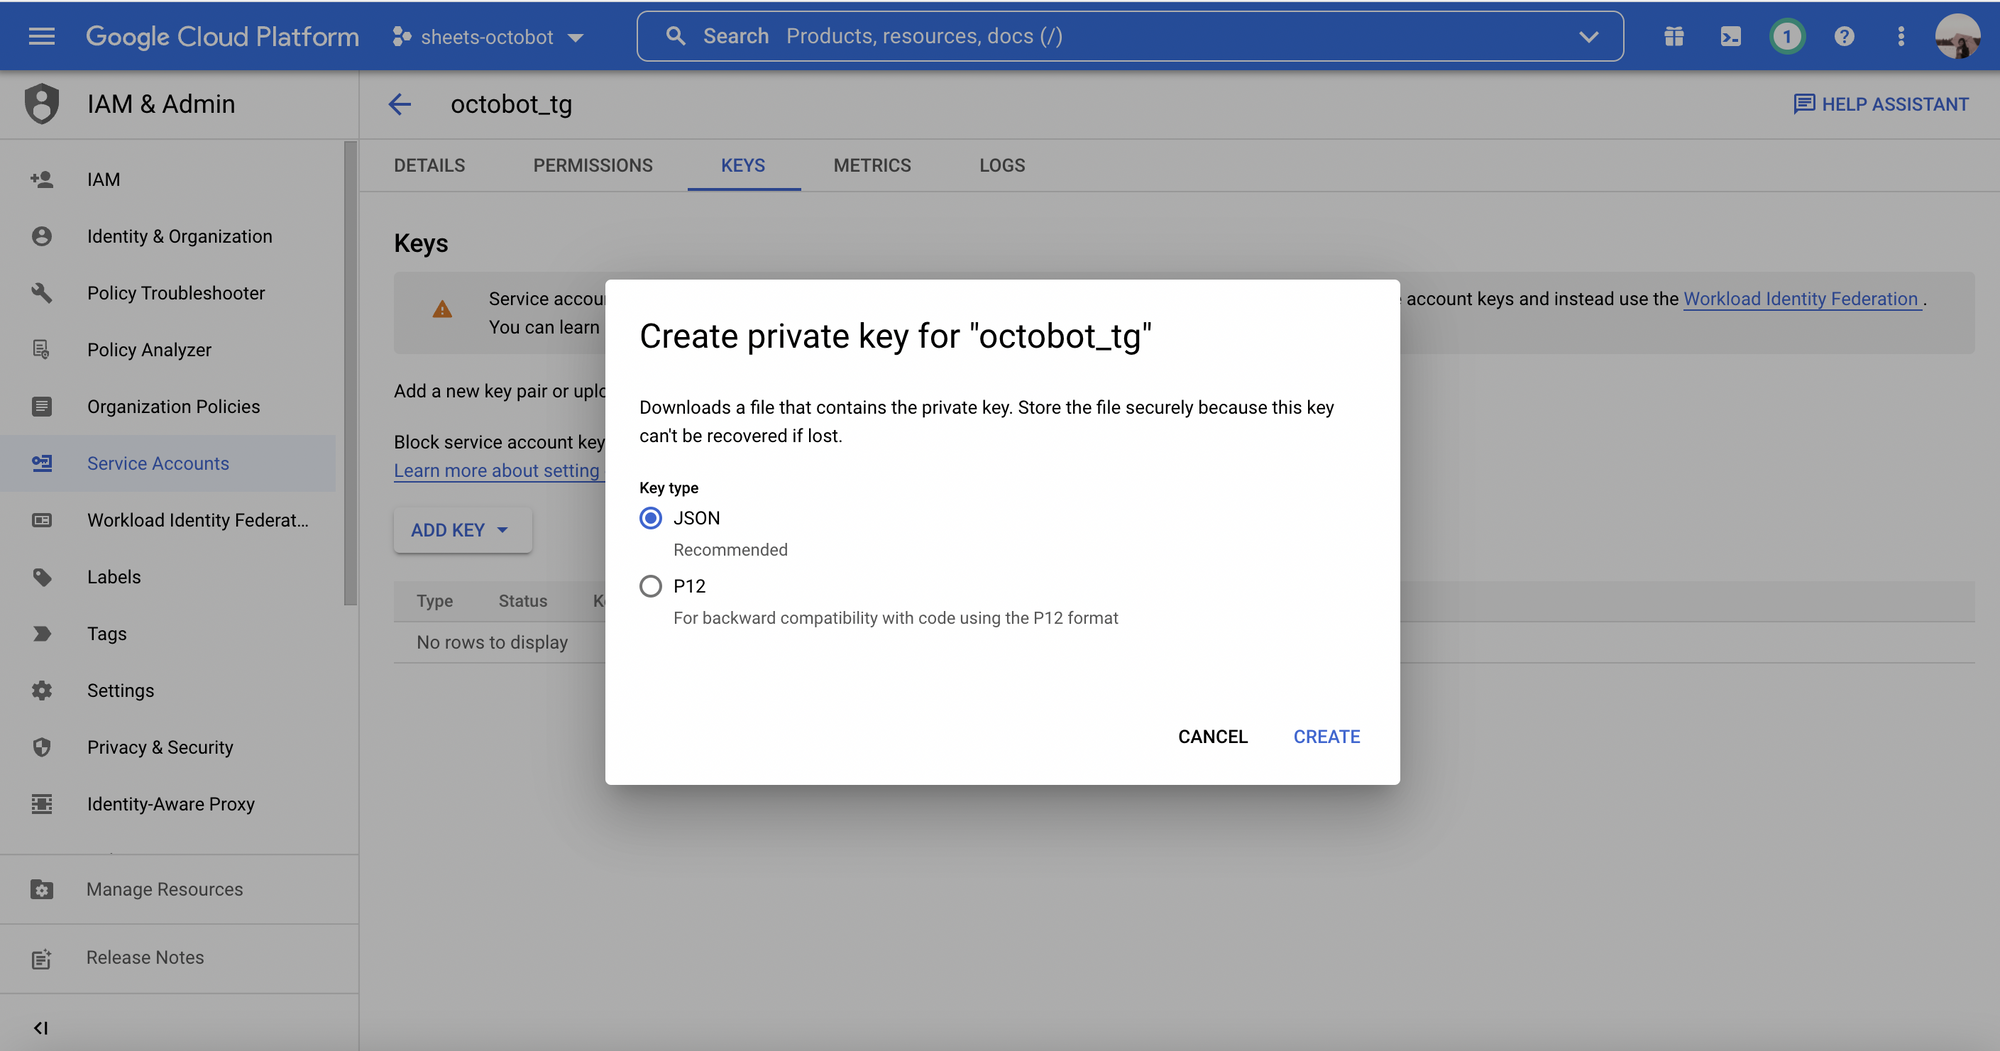 Google Cloud Platform
sheets-octobot
Search Products, resources, docs (/)
1
?
IAM & Admin
octobot_tg
HELP ASSISTANT
DETAILS
PERMISSIONS
KEYS
METRICS
LOGS
IAM
Identity & Organization
Policy Troubleshooter
Policy Analyzer
Organization Policies
Service Accounts
Workload Identity Federat...
Labels
Tags
Settings
Privacy & Security
Identity-Aware Proxy
Manage Resources
Release Notes
Keys
Service accou
account keys and instead use the Workload Identity Federation .
You can learn
Add a new key pair or uplo
Block service account key
Learn more about setting
ADD KEY
Type Status K
No rows to display
Create private key for "octobot_tg"
Downloads a file that contains the private key. Store the file securely because this key
can't be recovered if lost.
Key type
JSON
Recommended
P12
For backward compatibility with code using the P12 format
CANCEL
CREATE